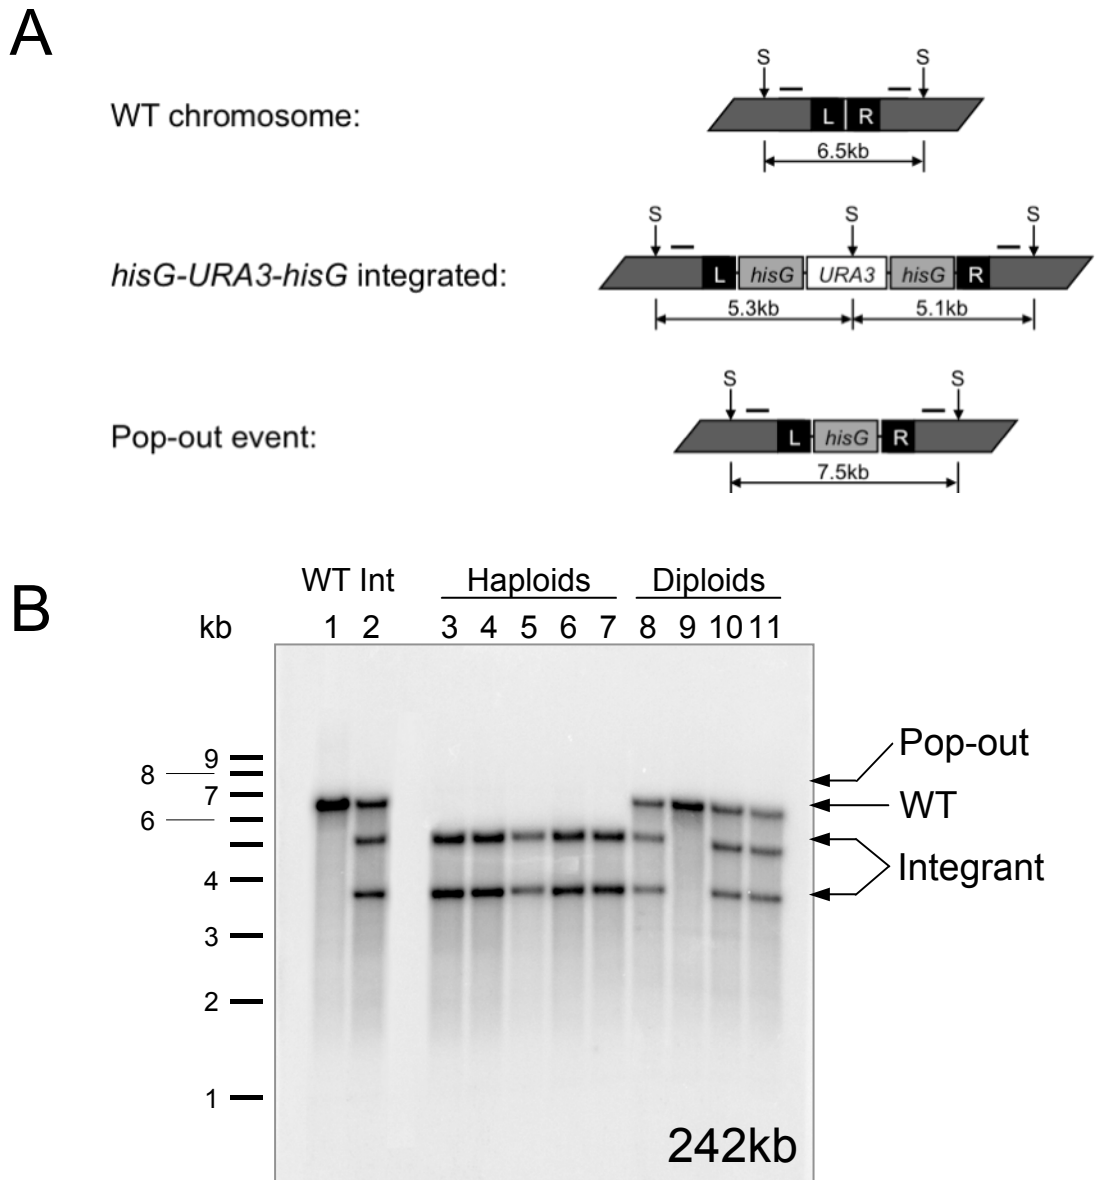 A
WT chromosome:
S S
L R
6.5kb
hisG-URA3-hisG integrated:
S S S
L hisG URA3 hisG R
5.3kb 5.1kb
Pop-out event:
S S
L hisG R
7.5kb
B
WT Int Haploids Diploids
kb 1 2 3 4 5 6 7 8 9 10 11
9
8
7
6
4
3
2
1
Pop-out
WT
Integrant
242kb